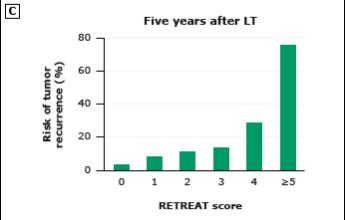 C
Five years after LT
Risk of tumor
recurrence (%)
80
60
40
20
0
0 1 2 3 4 ≥5
RETREAT score